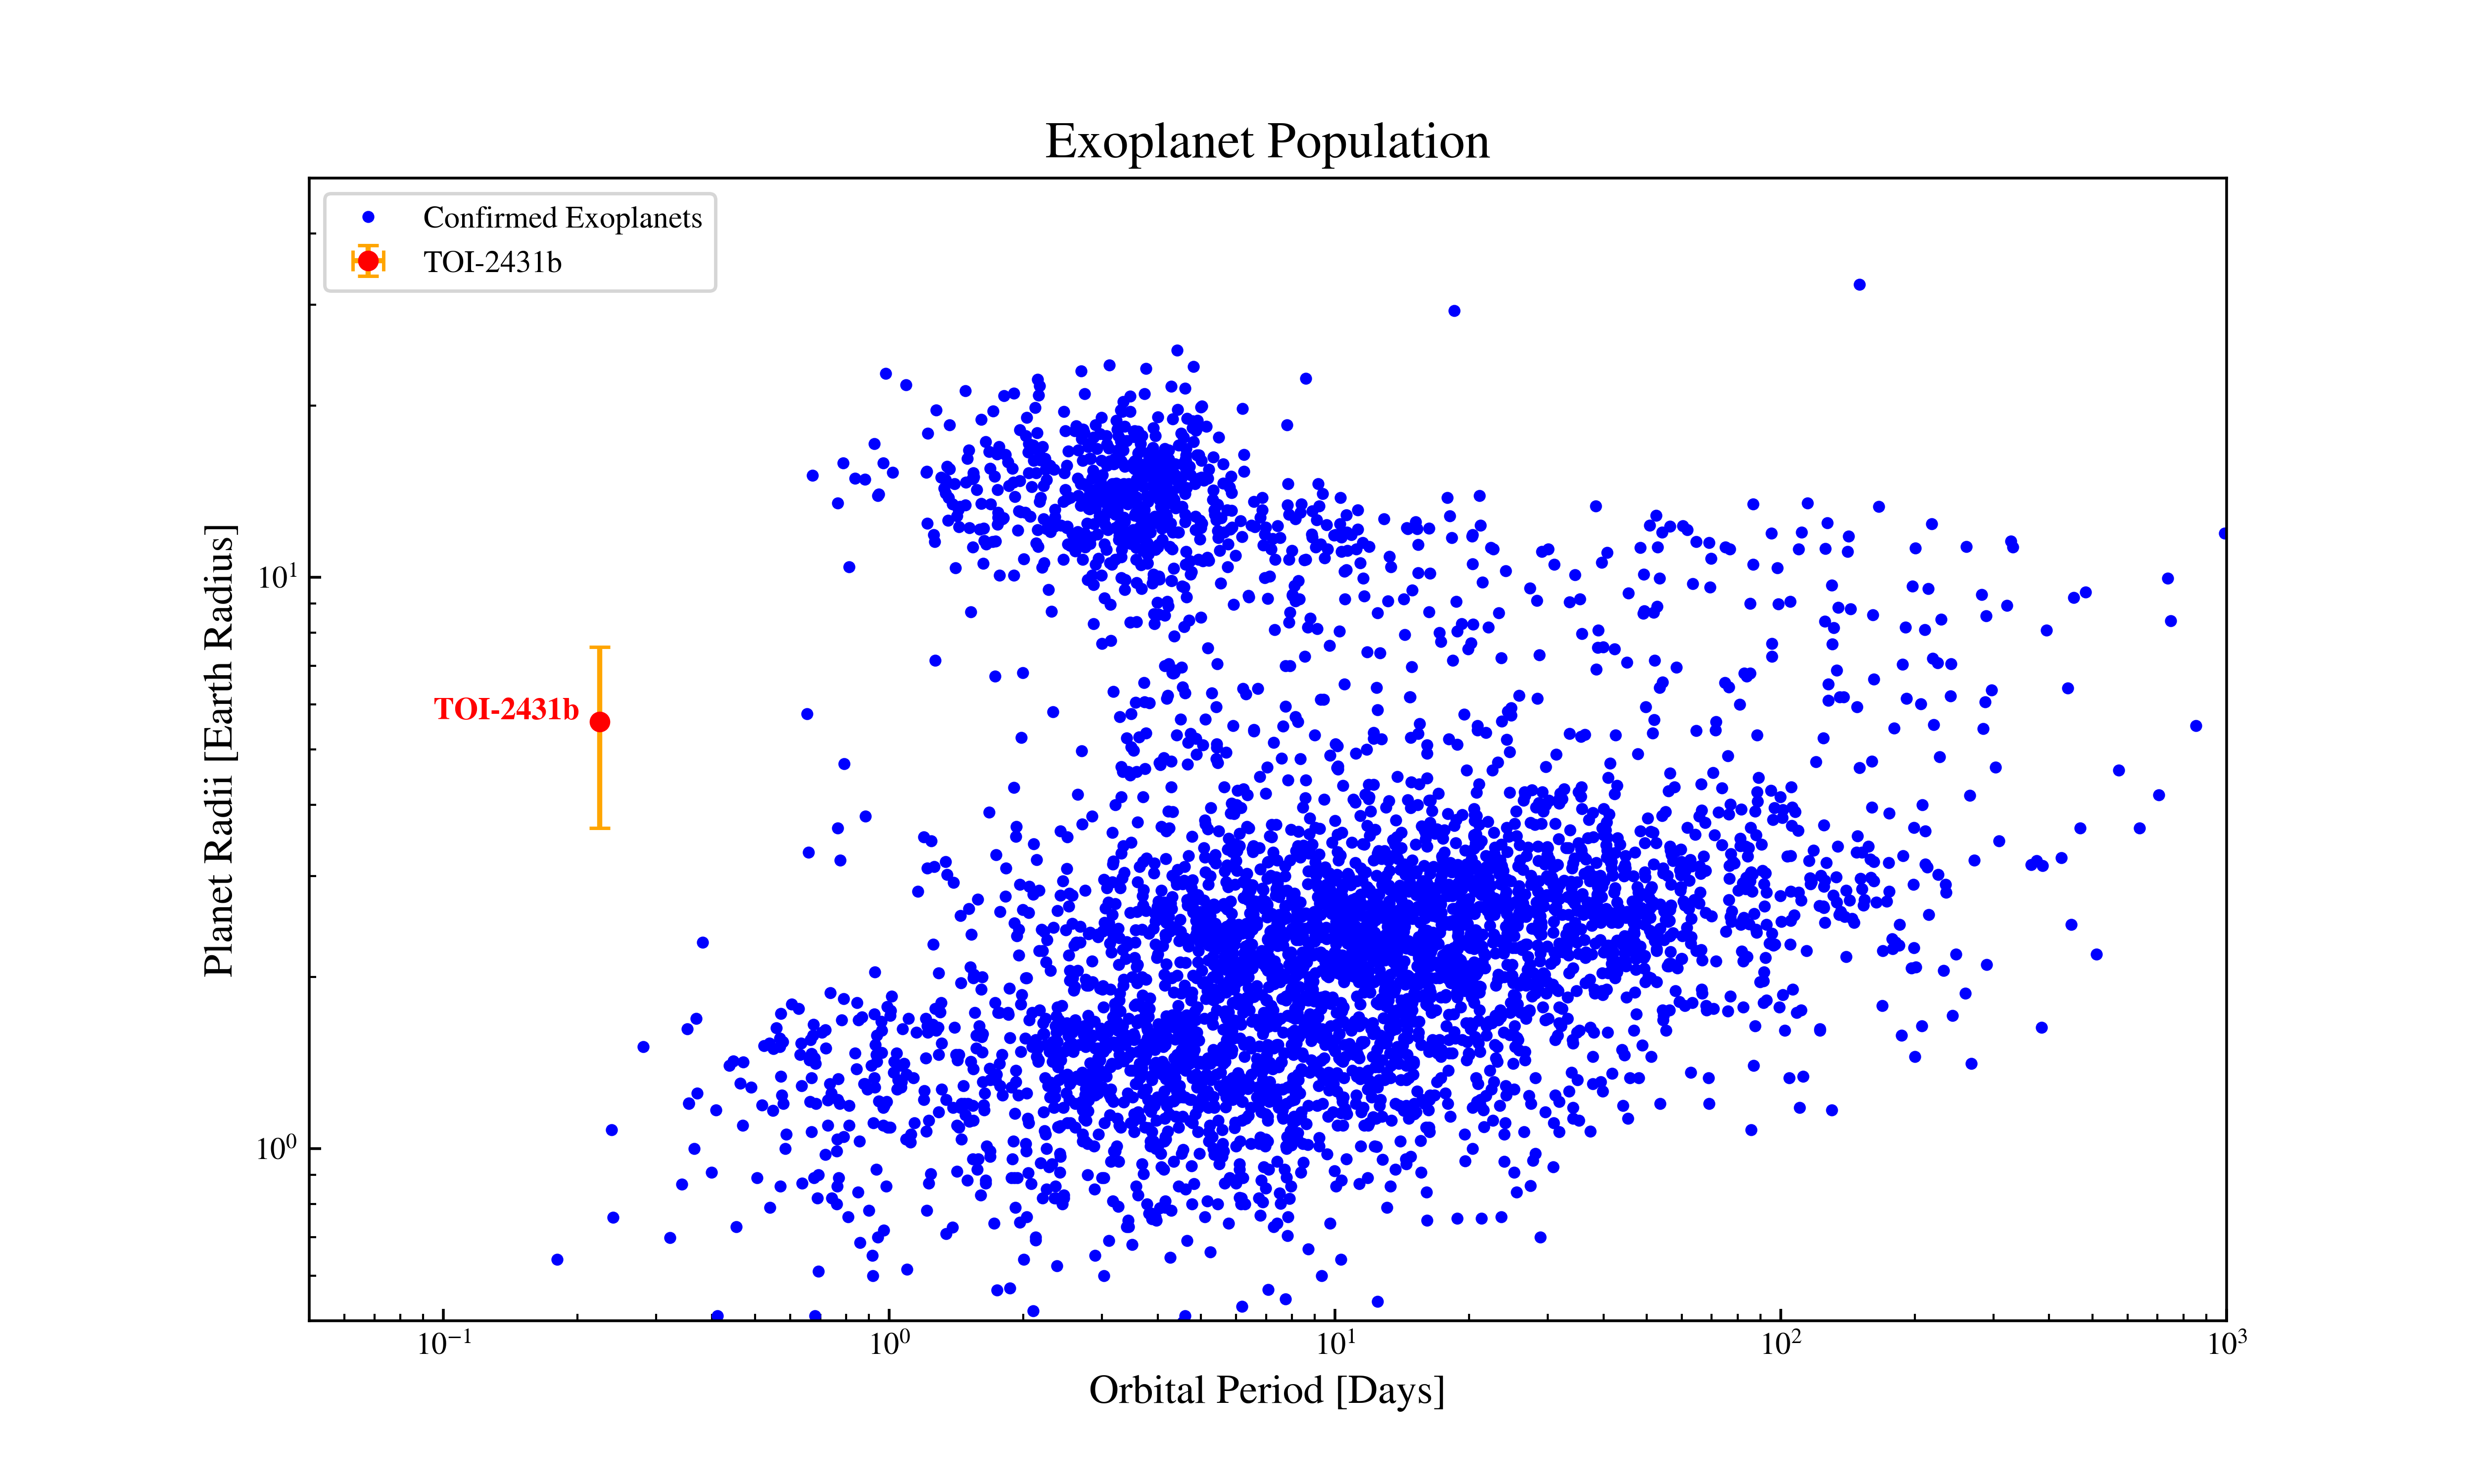 Exoplanet Population
Confirmed Exoplanets
TOI-2431b
TOI-2431b
Planet Radii [Earth Radius]
10¹
10⁰
10⁻¹
10⁰
10¹
10²
10³
Orbital Period [Days]